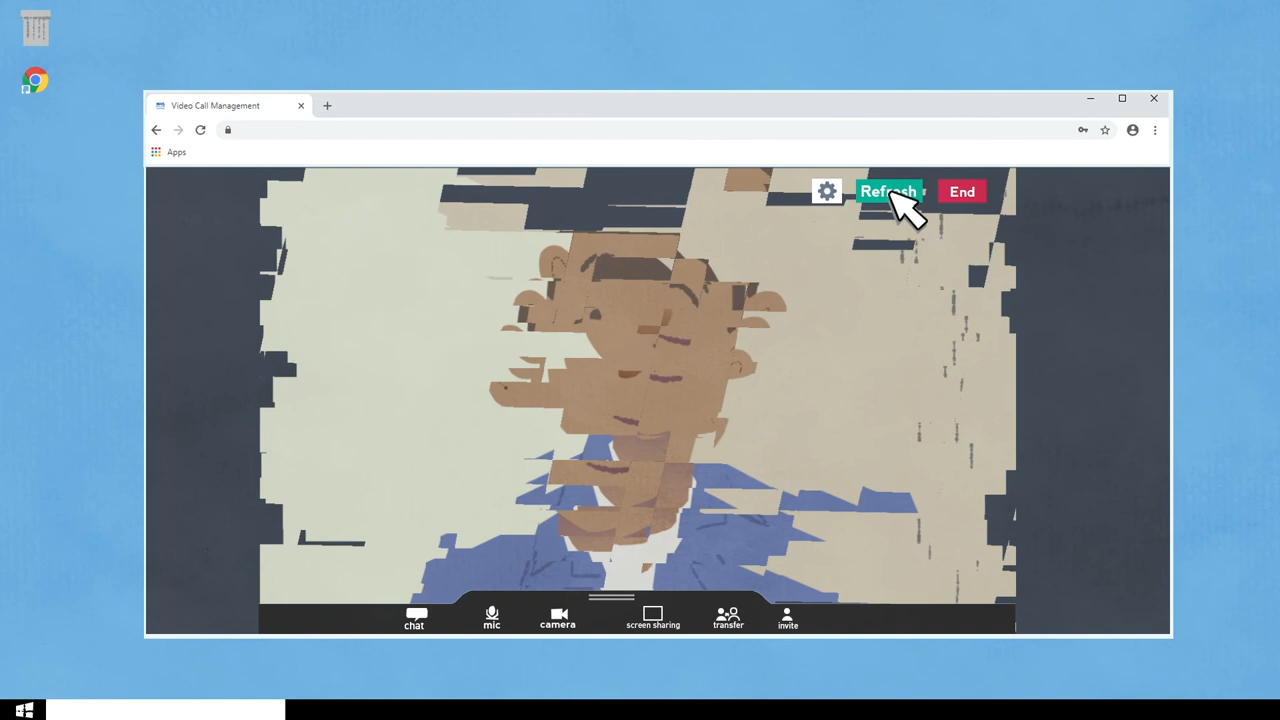 Video Call Management
Apps
Refresh
End
chat
mic
camera
screen sharing
transfer
invite